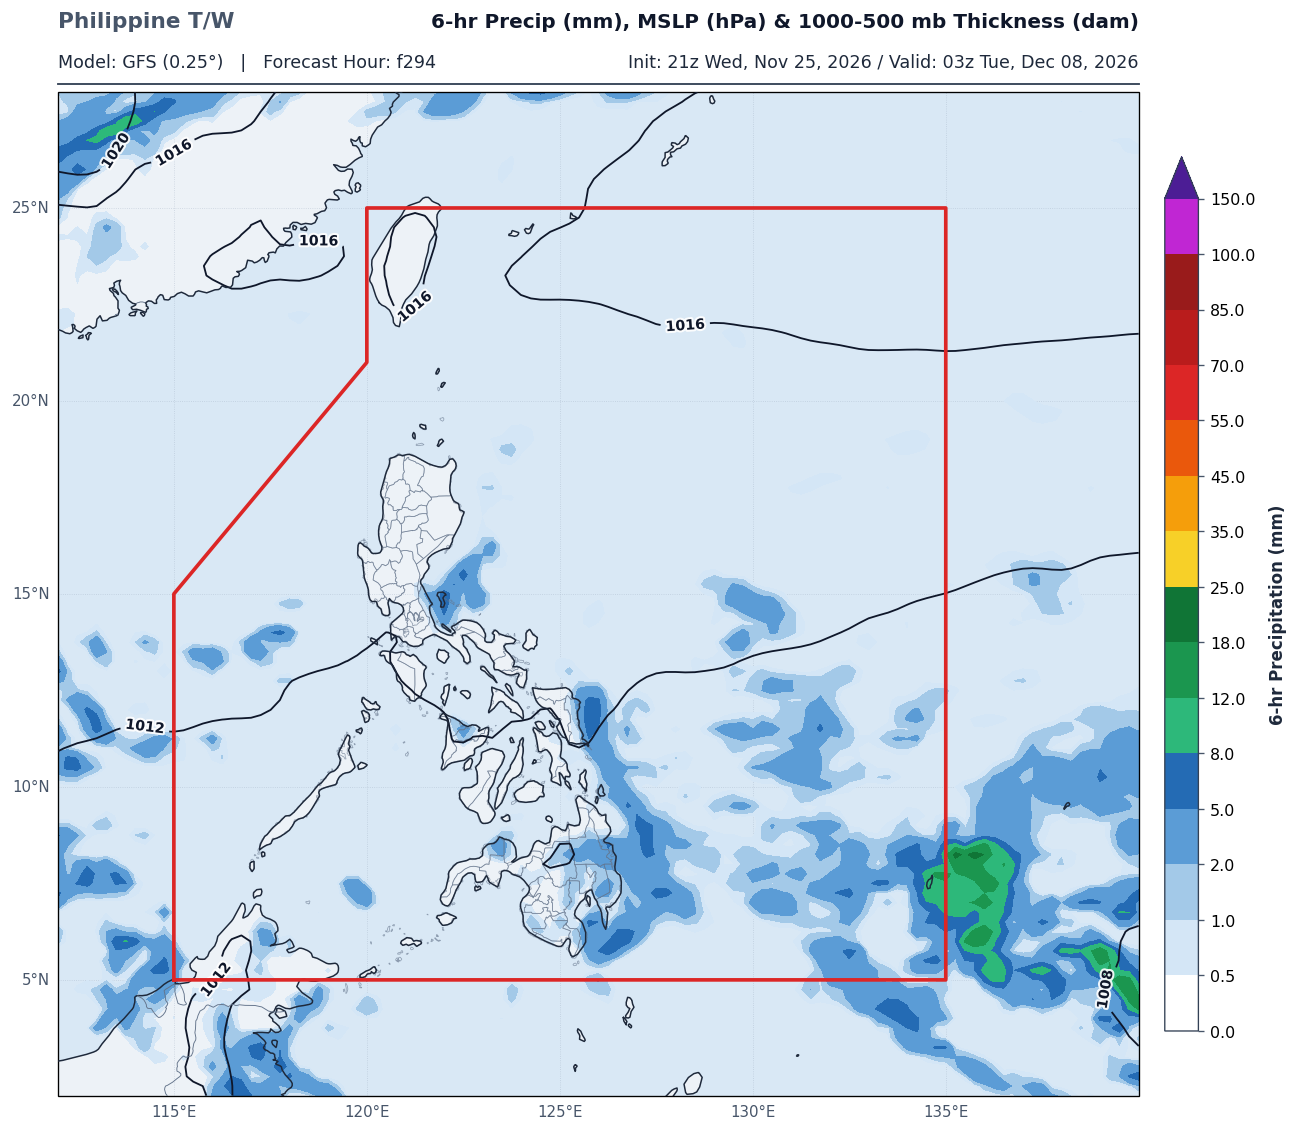 Philippine T/W
6-hr Precip (mm), MSLP (hPa) & 1000-500 mb Thickness (dam)
Model: GFS (0.25°) | Forecast Hour: f294
Init: 21z Wed, Nov 25, 2026 / Valid: 03z Tue, Dec 08, 2026
1020
1016
1016
1016
1016
1012
1012
1008
25°N
20°N
15°N
10°N
5°N
115°E
120°E
125°E
130°E
135°E
150.0
100.0
85.0
70.0
55.0
45.0
35.0
25.0
18.0
12.0
8.0
5.0
2.0
1.0
0.5
0.0
6-hr Precipitation (mm)